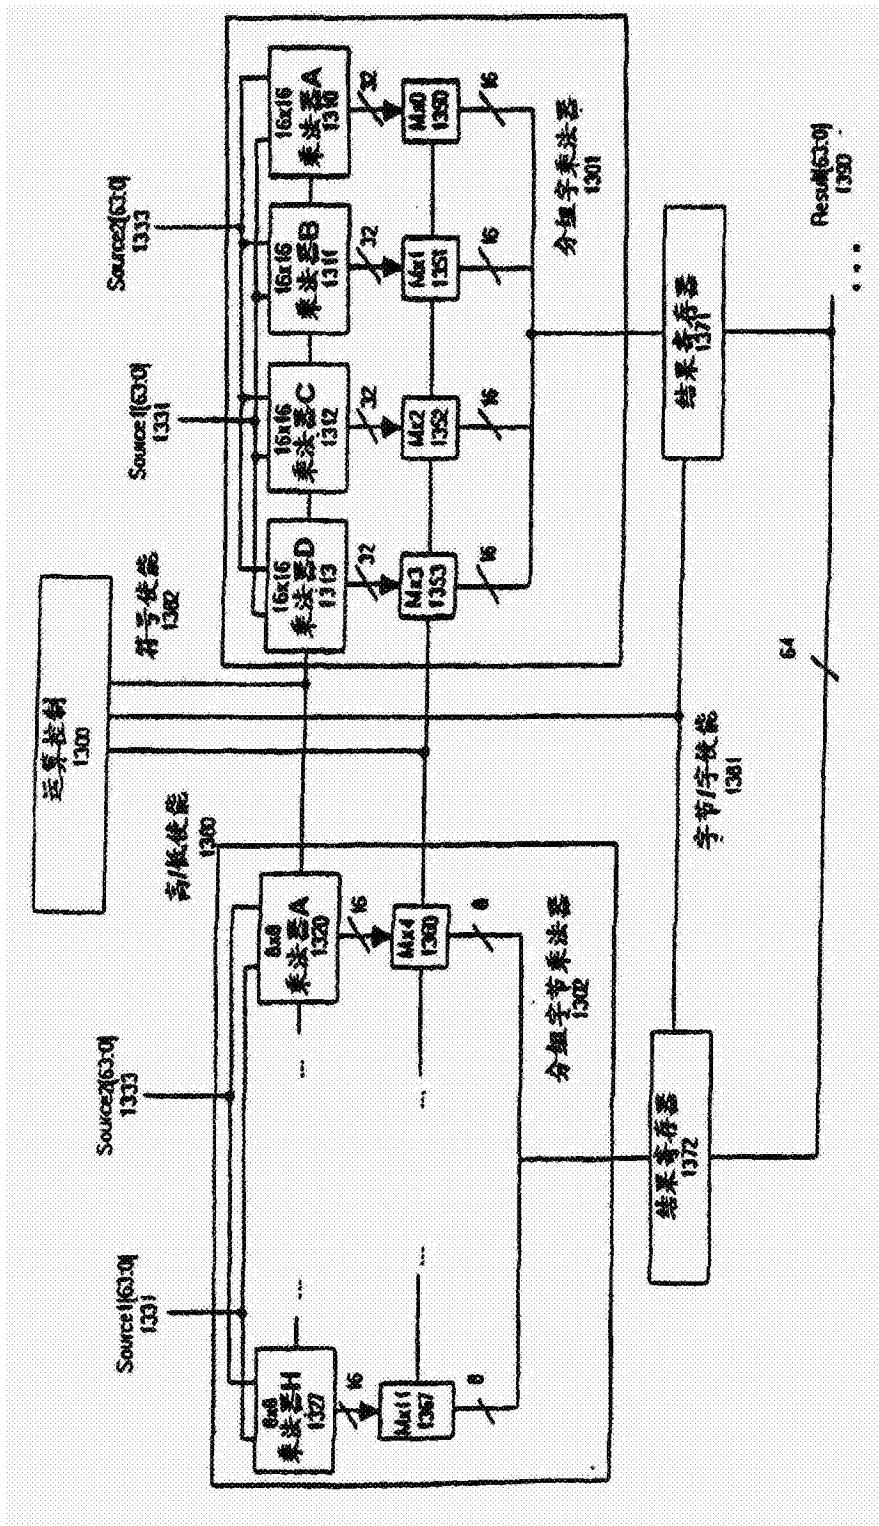 运算控制
1300
Source1[63:0]
1331
Source2[63:0]
1333
高/低使能
1380
符号使能
1382
Source1[63:0]
1331
Source2[63:0]
1333
8x8
乘法器H
1327
...
8x8
乘法器A
1320
16x16
乘法器D
1313
16x16
乘法器C
1312
16x16
乘法器B
1311
16x16
乘法器A
1310
16
16
32
32
32
32
Mx11
1367
...
...
Mx4
1360
Mx3
1353
Mx2
1352
Mx1
1351
Mx0
1350
8
8
16
16
16
16
分组字节乘法器
1302
分组字乘法器
1301
结果寄存器
1372
字节/字使能
1381
结果寄存器
1371
64
Result[63:0]
1390
...